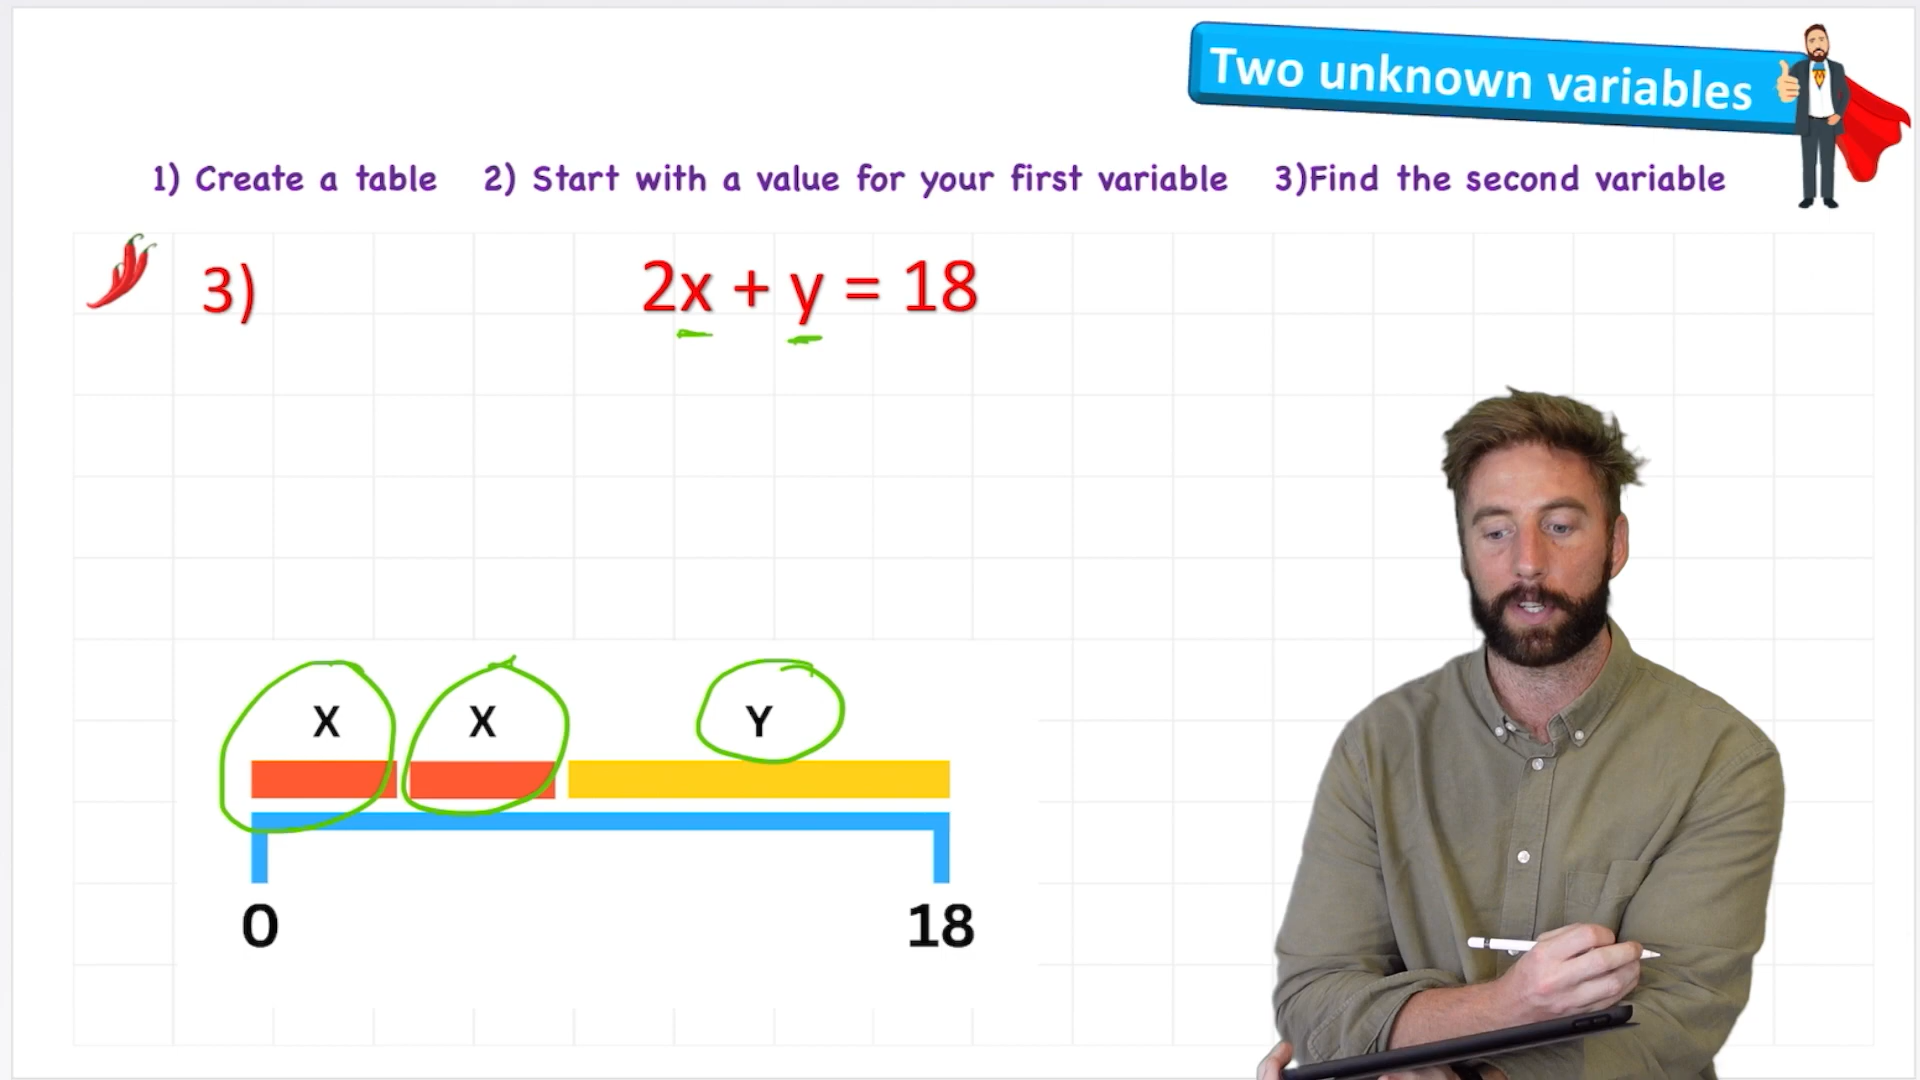 Two unknown variables
1) Create a table 2) Start with a value for your first variable 3)Find the second variable
3) 2x + y = 18
X X Y
0 18